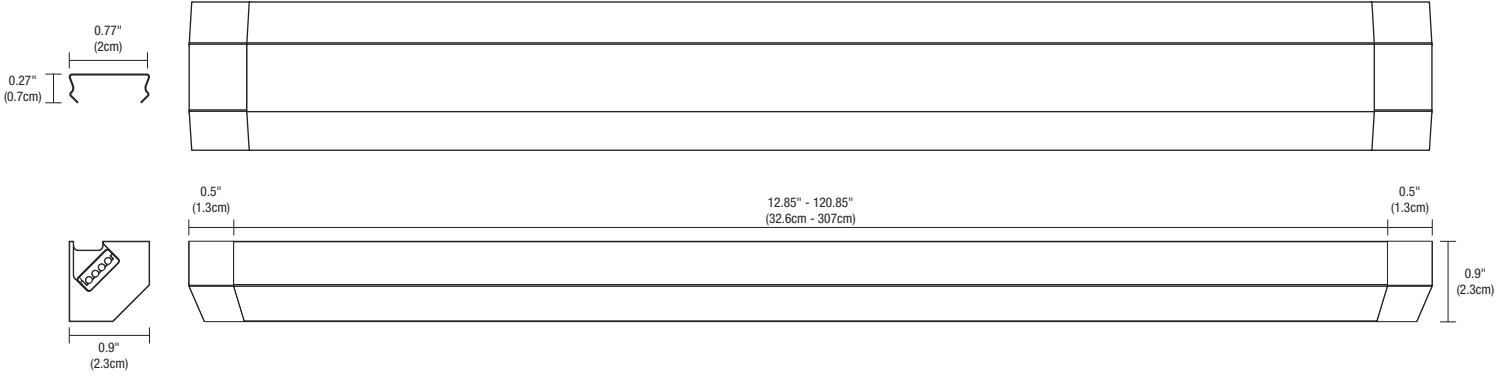 0.77"
(2cm)
0.27"
(0.7cm)
0.5"
(1.3cm)
12.85" - 120.85"
(32.6cm - 307cm)
0.5"
(1.3cm)
0.9"
(2.3cm)
0.9"
(2.3cm)